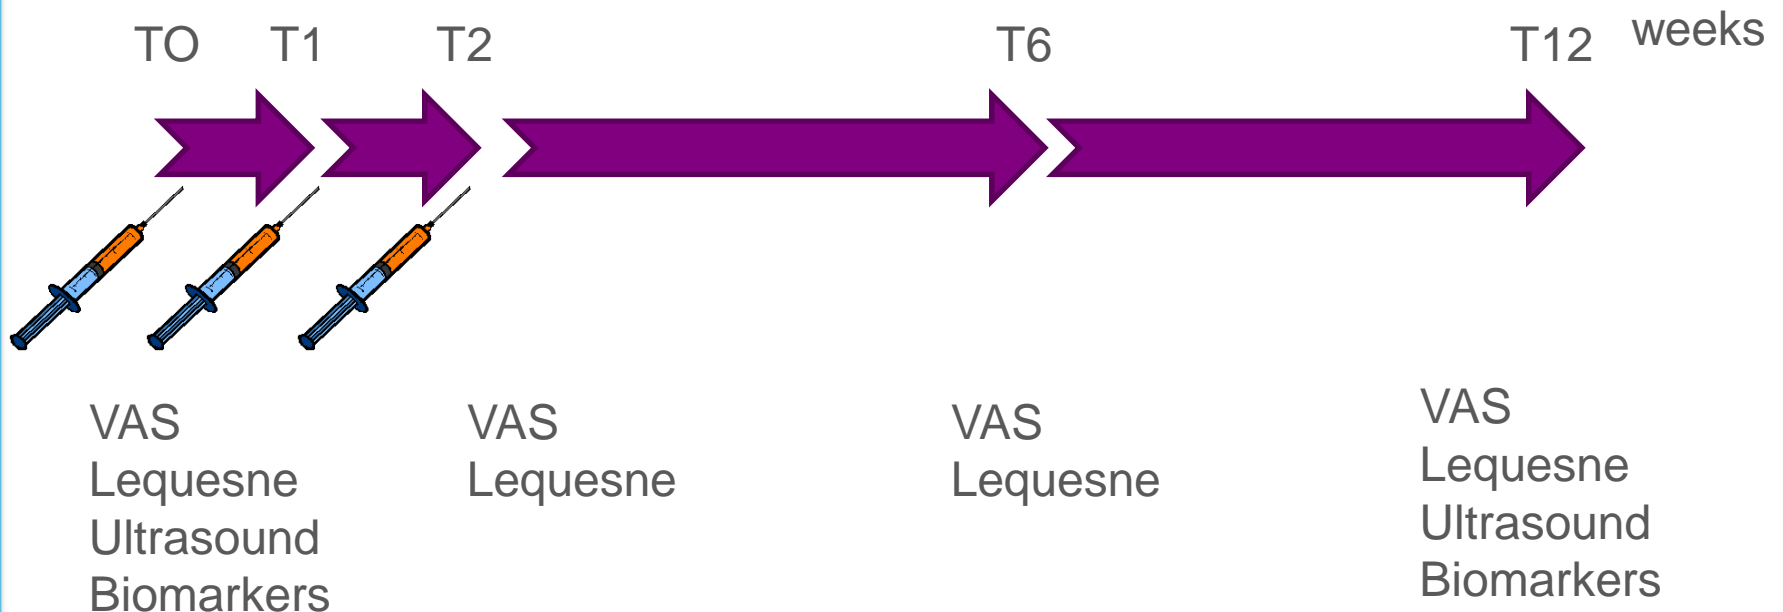 TO T1 T2 T6 T12 weeks
VAS
Lequesne
Ultrasound
Biomarkers
VAS
Lequesne
VAS
Lequesne
VAS
Lequesne
Ultrasound
Biomarkers